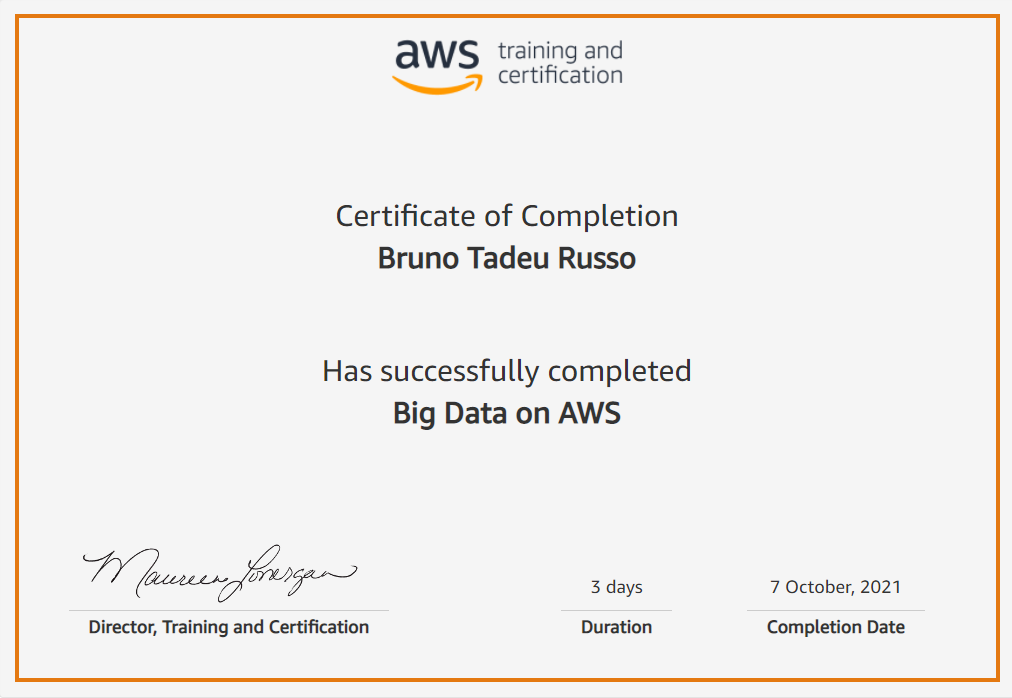 aws training and
certification
Certificate of Completion
Bruno Tadeu Russo
Has successfully completed
Big Data on AWS
Maureen Lonergan
3 days
7 October, 2021
Director, Training and Certification
Duration
Completion Date